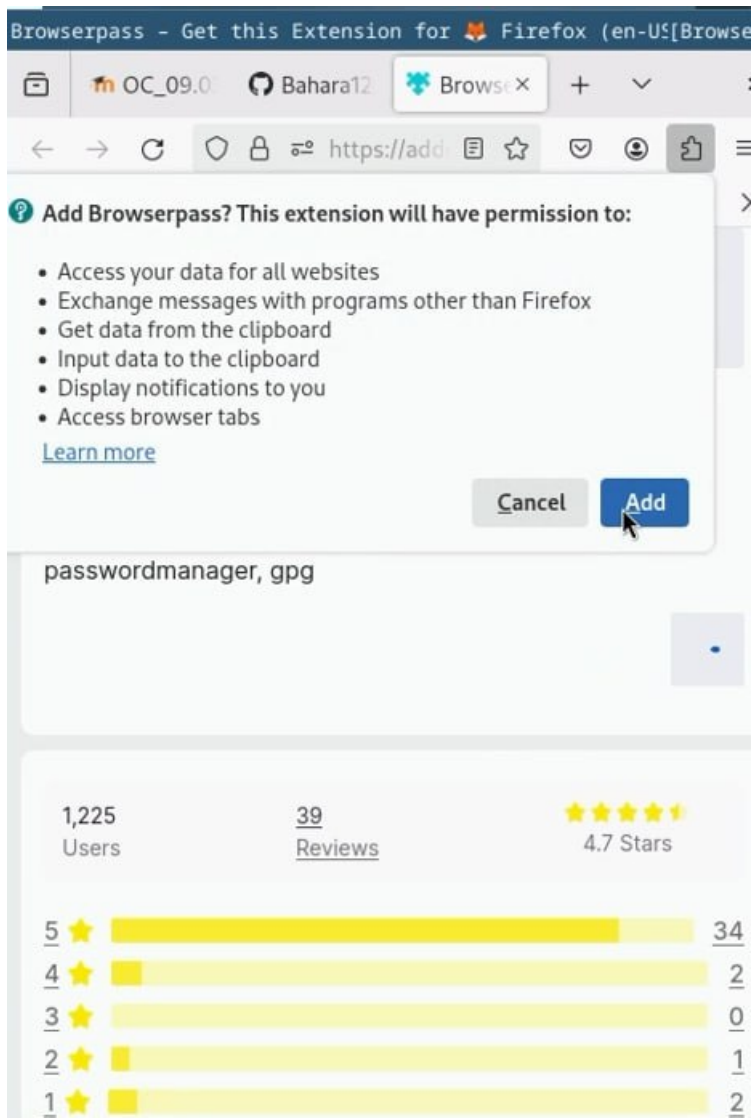 Browserpass – Get this Extension for 🦊 Firefox (en-US[Browse
OC_09.0 Bahara12 Brows
https://add
Add Browserpass? This extension will have permission to:
• Access your data for all websites
• Exchange messages with programs other than Firefox
• Get data from the clipboard
• Input data to the clipboard
• Display notifications to you
• Access browser tabs
Learn more
Cancel Add
passwordmanager, gpg
1,225 39
Users Reviews 4.7 Stars
5 34
4 2
3 0
2 1
1 2